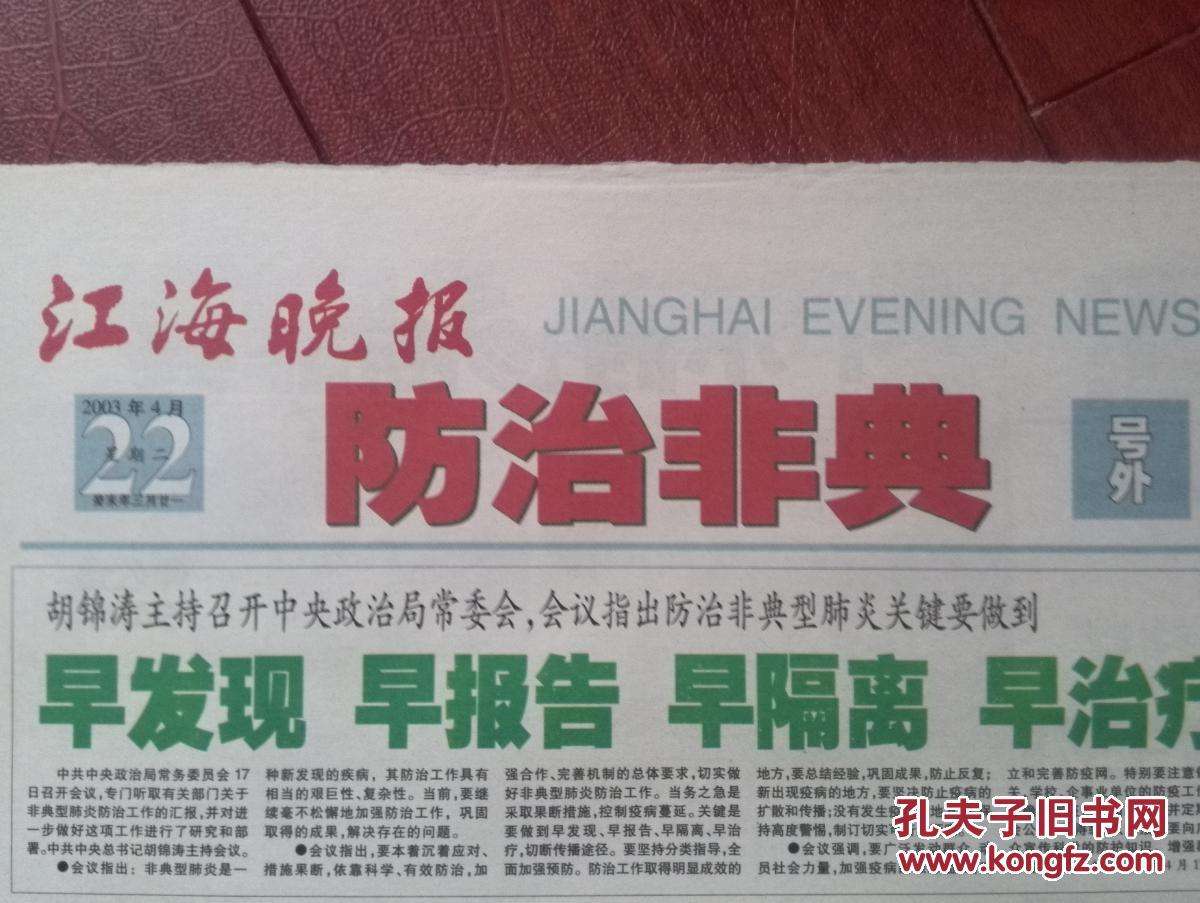 江海晚报
JIANGHAI EVENING NEWS
2003年4月
22
星期二
癸未年三月廿一
防治非典
号外
胡锦涛主持召开中央政治局常委会,会议指出防治非典型肺炎关键要做到
早发现 早报告 早隔离 早治疗
中共中央政治局常务委员会17
日召开会议,专门听取有关部门关于
非典型肺炎防治工作的汇报,并对进
一步做好这项工作进行了研究和部
署。中共中央总书记胡锦涛主持会议。
●会议指出:非典型肺炎是一
种新发现的疾病,其防治工作具有
相当的艰巨性、复杂性。当前,要继
续毫不松懈地加强防治工作,巩固
取得的成果,解决存在的问题。
●会议指出,要本着沉着应对、
措施果断,依靠科学、有效防治,加
强合作、完善机制的总体要求,切实做
好非典型肺炎防治工作。当务之急是
采取果断措施,控制疫病蔓延。关键是
要做到早发现、早报告、早隔离、早治
疗,切断传播途径。要坚持分类指导,全
面加强预防。防治工作取得明显成效的
地方,要总结经验,巩固成果,防止反复;
新出现疫病的地方,要坚决防止疫病的
扩散和传播;没有发生
持高度警惕,制订切实
●会议强调,要广泛发动群众
员社会力量,加强疫病
立和完善防疫网。特别要注意
关、学校、企事业单位的防疫工
众宣传科 的防护知识,增强
孔夫子旧书网
www.kongfz.com